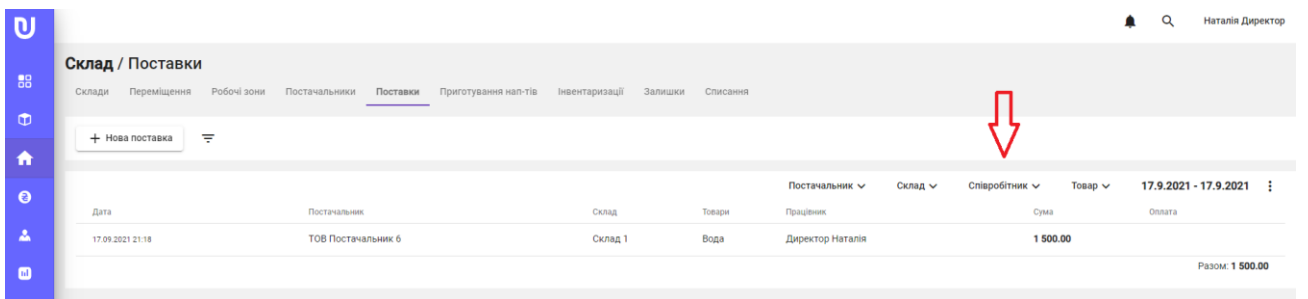 Наталія Директор
Склад / Поставки
Склади Переміщення Робочі зони Постачальники Поставки Приготування нап-тів Інвентаризації Залишки Списання
+ Нова поставка
Постачальник Склад Співробітник Товар 17.9.2021 - 17.9.2021
Дата Постачальник Склад Товари Працівник Сума Оплата
17.09.2021 21:18 ТОВ Постачальник 6 Склад 1 Вода Директор Наталія 1 500.00
Разом: 1 500.00